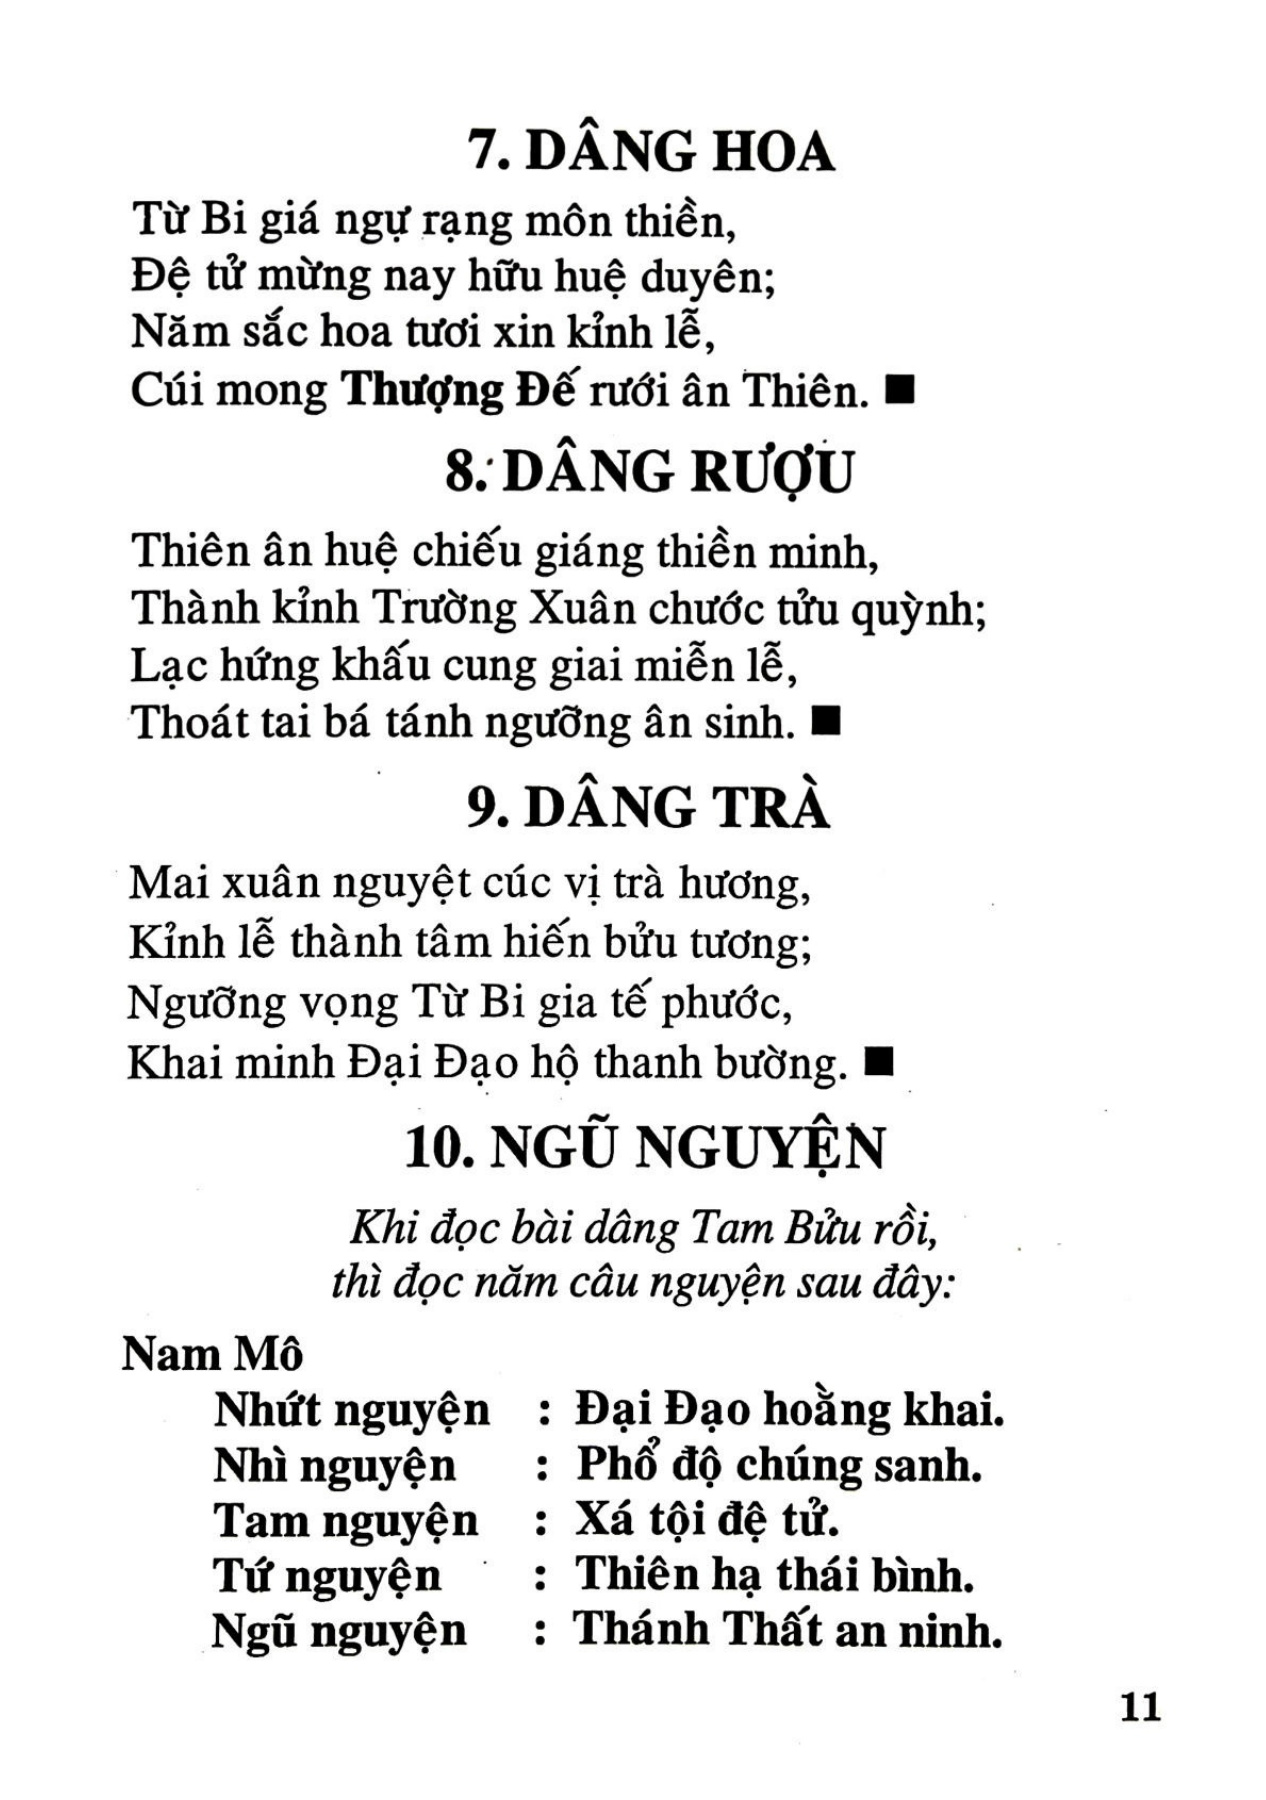 7. DÂNG HOA
Từ Bi giá ngự rạng môn thiền,
Đệ tử mừng nay hữu huệ duyên;
Năm sắc hoa tươi xin kỉnh lễ,
Cúi mong Thượng Đế rưới ân Thiên. ■
8. DÂNG RƯỢU
Thiên ân huệ chiếu giáng thiền minh,
Thành kỉnh Trường Xuân chước tửu quỳnh;
Lạc hứng khấu cung giai miễn lễ,
Thoát tai bá tánh ngưỡng ân sinh. ■
9. DÂNG TRÀ
Mai xuân nguyệt cúc vị trà hương,
Kỉnh lễ thành tâm hiến bửu tương;
Ngưỡng vọng Từ Bi gia tế phước,
Khai minh Đại Đạo hộ thanh bường. ■
10. NGŨ NGUYỆN
Khi đọc bài dâng Tam Bửu rồi,
thì đọc năm câu nguyện sau đây:
Nam Mô
Nhứt nguyện : Đại Đạo hoằng khai.
Nhì nguyện : Phổ độ chúng sanh.
Tam nguyện : Xá tội đệ tử.
Tứ nguyện : Thiên hạ thái bình.
Ngũ nguyện : Thánh Thất an ninh.
11